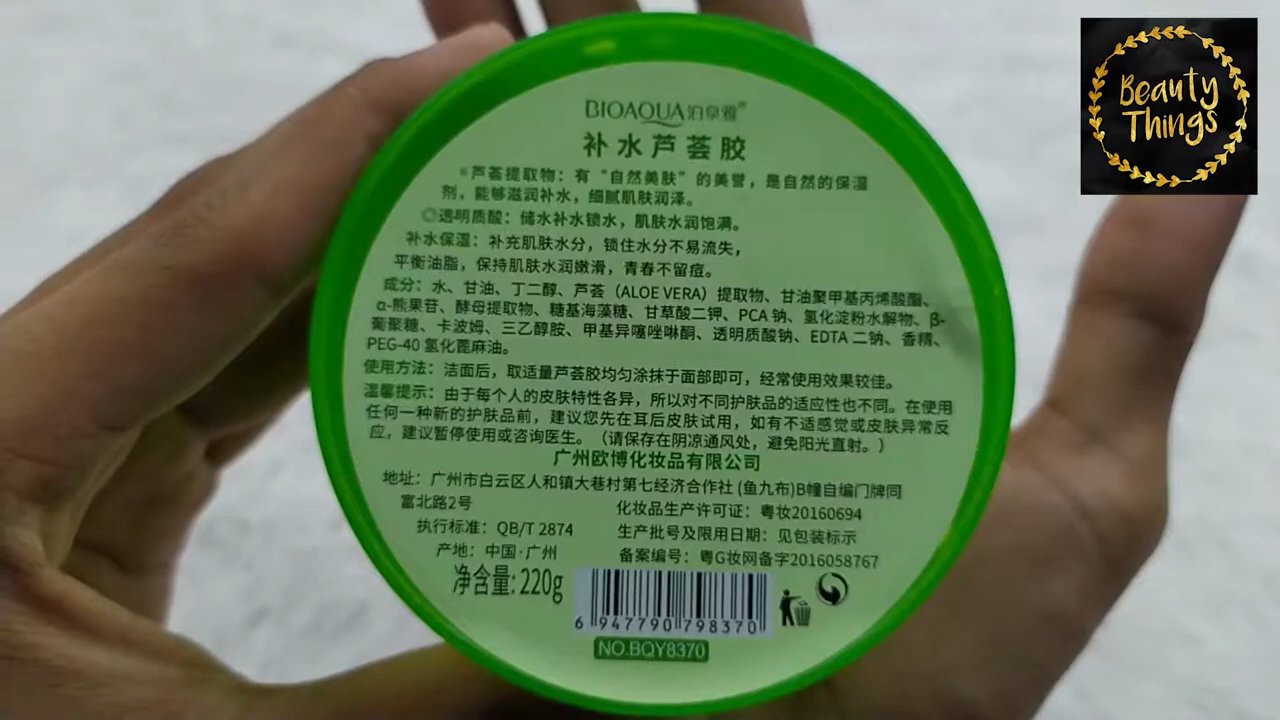 BIOAQUA泊泉雅®
补水芦荟胶
芦荟提取物：有“自然美肤”的美誉，是自然的保湿
剂，能够滋润补水，细腻肌肤润泽。
◎透明质酸：储水补水锁水，肌肤水润饱满。
补水保湿：补充肌肤水分，锁住水分不易流失，
平衡油脂，保持肌肤水润嫩滑，青春不留痘。
成分：水、甘油、丁二醇、芦荟（ALOE VERA）提取物、甘油聚甲基丙烯酸酯、
α-熊果苷、酵母提取物、糖基海藻糖、甘草酸二钾、PCA 钠、氢化淀粉水解物、β-
葡聚糖、卡波姆、三乙醇胺、甲基异噻唑啉酮、透明质酸钠、EDTA 二钠、香精、
PEG-40 氢化蓖麻油。
使用方法：洁面后，取适量芦荟胶均匀涂抹于面部即可，经常使用效果较佳。
温馨提示：由于每个人的皮肤特性各异，所以对不同护肤品的适应性也不同。在使用
任何一种新的护肤品前，建议您先在耳后皮肤试用，如有不适感觉或皮肤异常反
应，建议暂停使用或咨询医生。（请保存在阴凉通风处，避免阳光直射。）
广州欧博化妆品有限公司
地址：广州市白云区人和镇大巷村第七经济合作社 (鱼九布)B幢自编门牌同
富北路2号
化妆品生产许可证：粤妆20160694
执行标准：QB/T 2874
生产批号及限用日期：见包装标示
产地：中国·广州
备案编号：粤G妆网备字2016058767
净含量: 220g
6 947790 798370
NO.BQY8370
Beauty
Things